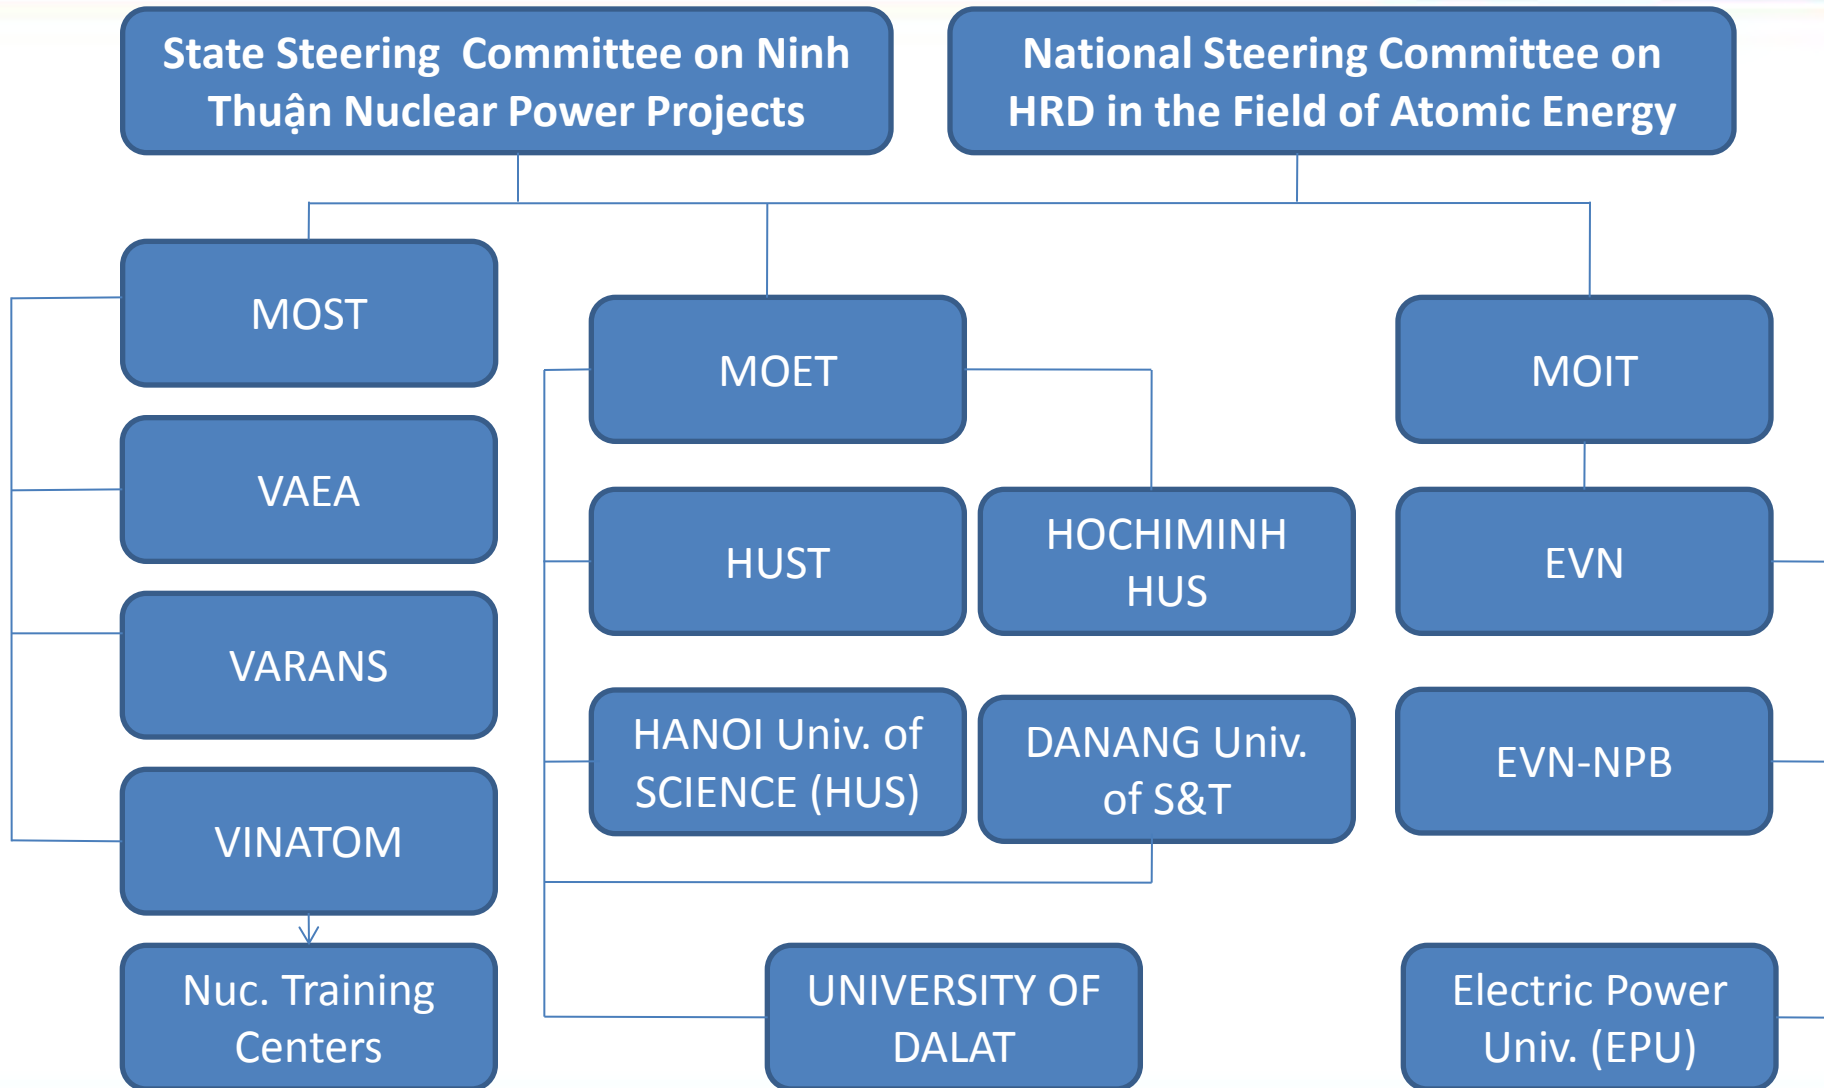 State Steering Committee on Ninh
Thuận Nuclear Power Projects
National Steering Committee on
HRD in the Field of Atomic Energy
MOST
MOET
MOIT
VAEA
HUST
HOCHIMINH
HUS
EVN
VARANS
HANOI Univ. of
SCIENCE (HUS)
DANANG Univ.
of S&T
EVN-NPB
VINATOM
Nuc. Training
Centers
UNIVERSITY OF
DALAT
Electric Power
Univ. (EPU)